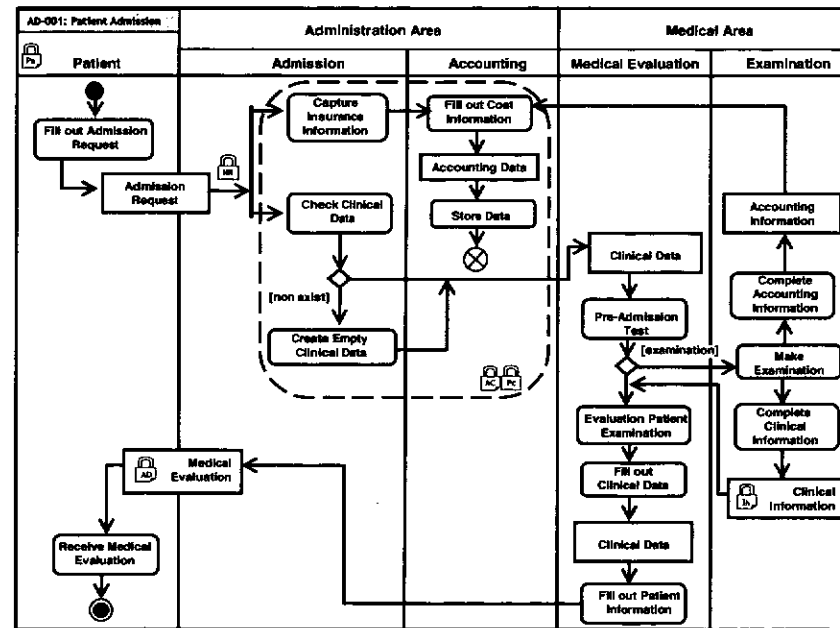 AD-001: Patient Admission
Administration Area
Medical Area
Patient
Admission
Accounting
Medical Evaluation
Examination
Fill out Admission
Request
Admission
Request
NR
Capture
Insurance
Information
Check Clinical
Data
[non exist]
Create Empty
Clinical Data
Fill out Cost
Information
Accounting Data
Store Data
AC
Clinical Data
Pre-Admission
Test
[examination]
Evaluation Patient
Examination
Fill out
Clinical Data
Clinical Data
Fill out Patient
Information
Accounting
Information
Complete
Accounting
Information
Make
Examination
Complete
Clinical
Information
Clinical
Information
AD
Medical
Evaluation
Receive Medical
Evaluation